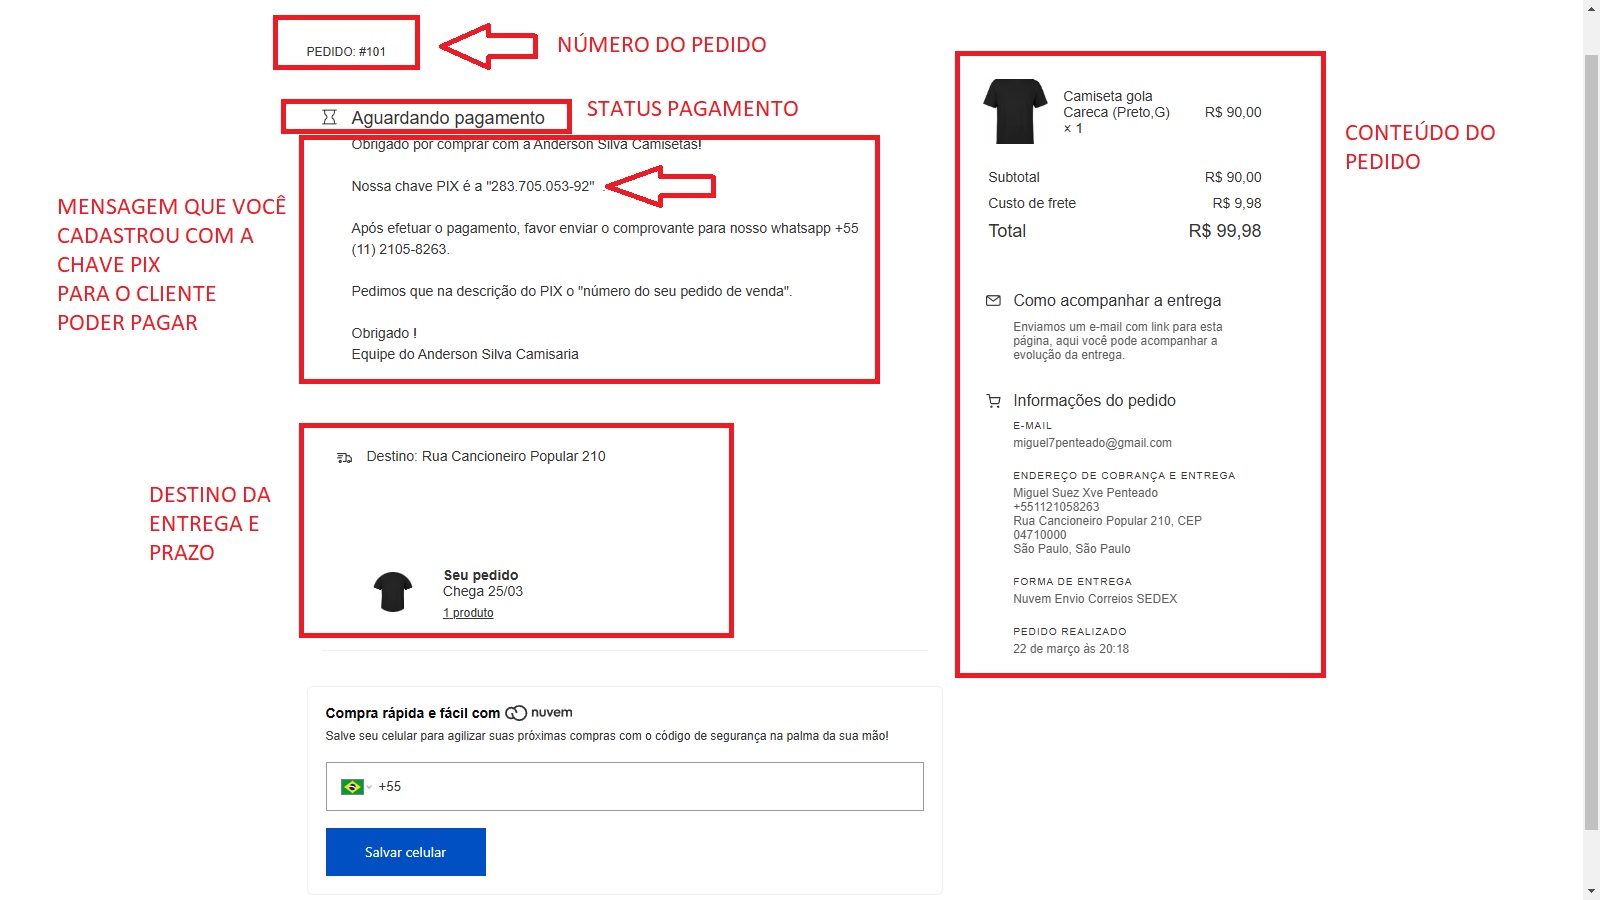 PEDIDO: #101
NÚMERO DO PEDIDO
Aguardando pagamento
STATUS PAGAMENTO
Obrigado por comprar com a Anderson Silva Camisetas!
Nossa chave PIX é a "283.705.053-92" .
Após efetuar o pagamento, favor enviar o comprovante para nosso whatsapp +55
(11) 2105-8263.
Pedimos que na descrição do PIX o "número do seu pedido de venda".
Obrigado !
Equipe do Anderson Silva Camisaria
MENSAGEM QUE VOCÊ
CADASTROU COM A
CHAVE PIX
PARA O CLIENTE
PODER PAGAR
Destino: Rua Cancioneiro Popular 210
Seu pedido
Chega 25/03
1 produto
DESTINO DA
ENTREGA E
PRAZO
Compra rápida e fácil com nuvem
Salve seu celular para agilizar suas próximas compras com o código de segurança na palma da sua mão!
+55
Salvar celular
Camiseta gola
Careca (Preto,G)
× 1
R$ 90,00
Subtotal R$ 90,00
Custo de frete R$ 9,98
Total R$ 99,98
Como acompanhar a entrega
Enviamos um e-mail com link para esta
página, aqui você pode acompanhar a
evolução da entrega.
Informações do pedido
E-MAIL
miguel7penteado@gmail.com
ENDEREÇO DE COBRANÇA E ENTREGA
Miguel Suez Xve Penteado
+551121058263
Rua Cancioneiro Popular 210, CEP
04710000
São Paulo, São Paulo
FORMA DE ENTREGA
Nuvem Envio Correios SEDEX
PEDIDO REALIZADO
22 de março às 20:18
CONTEÚDO DO
PEDIDO